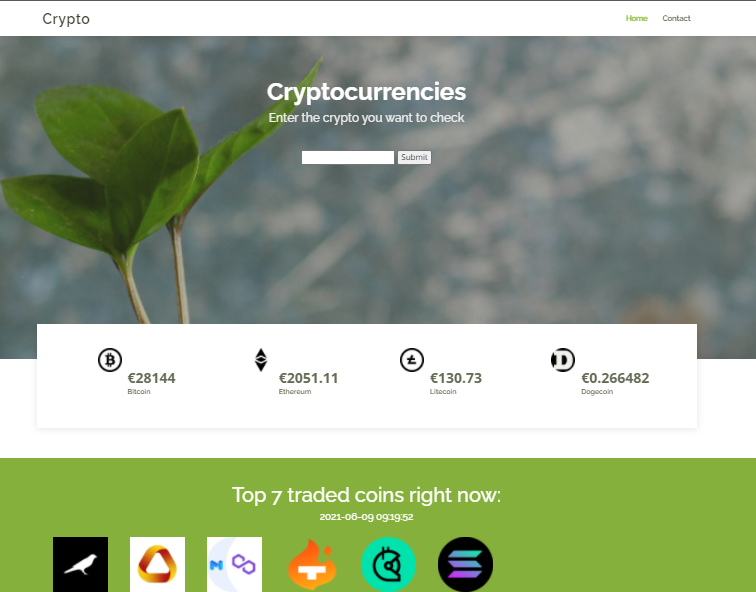 Crypto
Home Contact
Cryptocurrencies
Enter the crypto you want to check
Submit
€28144
Bitcoin
€2051.11
Ethereum
€130.73
Litecoin
€0.266482
Dogecoin
Top 7 traded coins right now:
2021-06-09 09:19:52